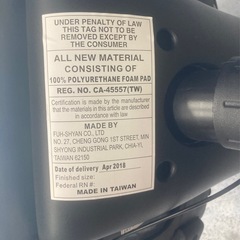 UNDER PENALTY OF LAW
THIS TAG NOT TO BE
REMOVED EXCEPT BY
THE CONSUMER
ALL NEW MATERIAL
CONSISTING OF
100% POLYURETHANE FOAM PAD
REG. NO. CA-45557(TW)
Certification is made by the manufacturer
that the materials in this article are
described in accordance with law.
MADE BY
FUH-SHYAN CO., LTD
NO. 27, CHENG GONG 1ST STREET, MIN
SHYONG INDUSTRIAL PARK, CHIA-YI,
TAIWAN 62150
Date of delivery Apr 2018
Finished size:
Federal RN #:
MADE IN TAIWAN